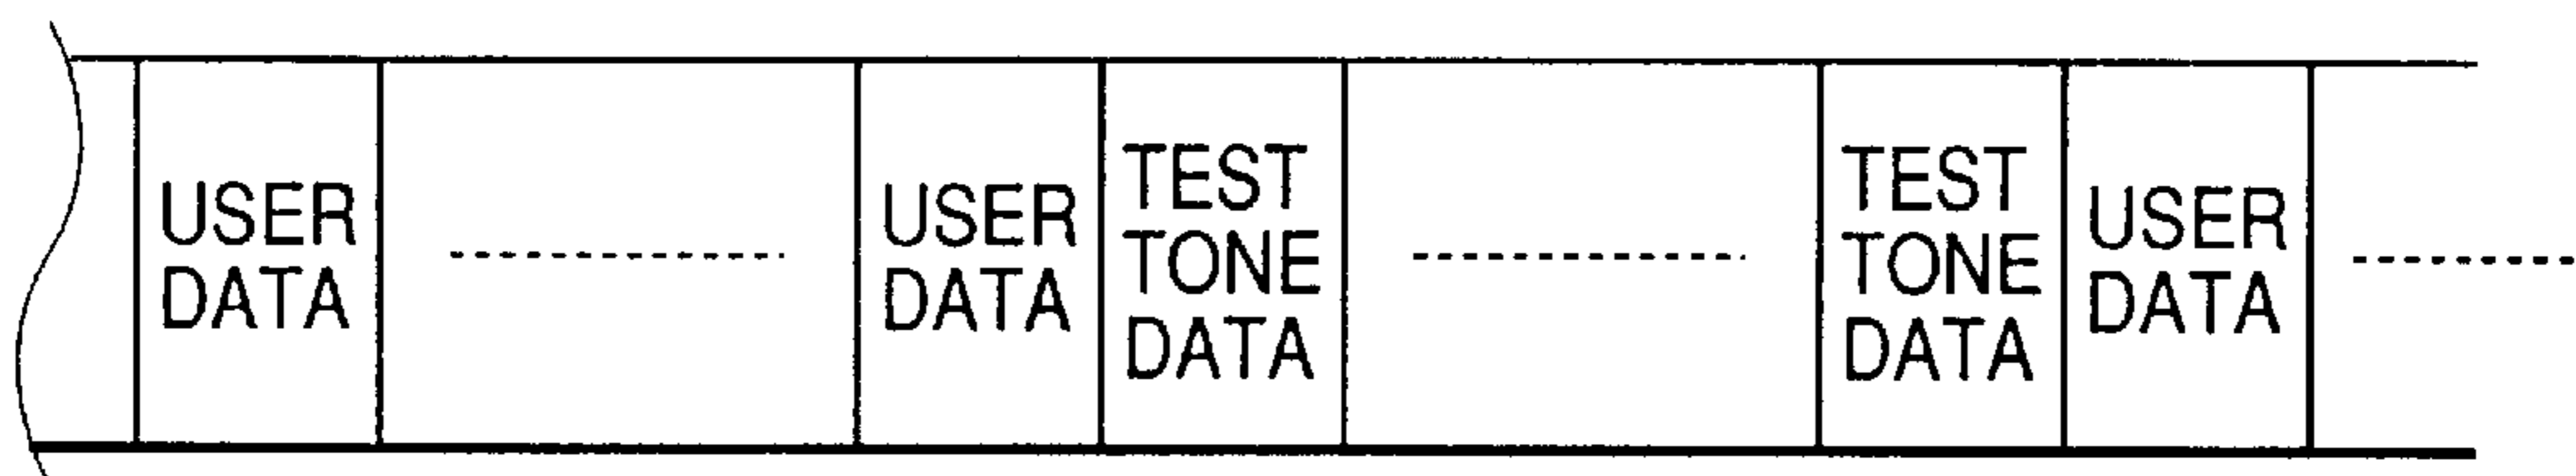 USER
DATA
USER
DATA
TEST
TONE
DATA
TEST
TONE
DATA
USER
DATA